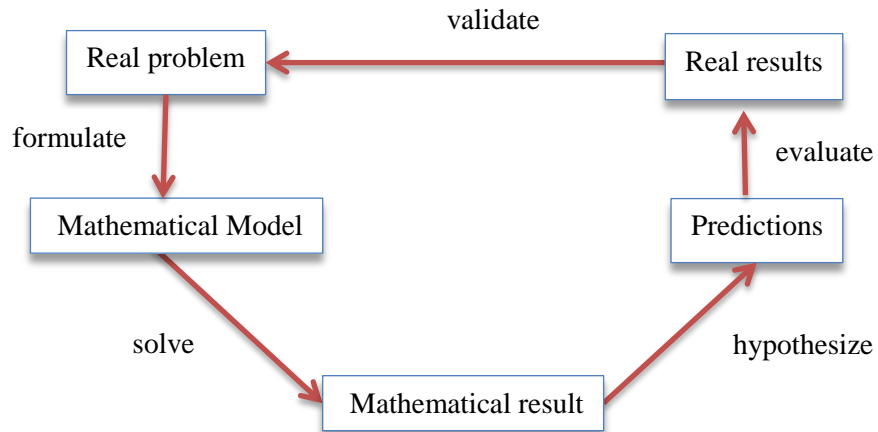 validate
Real problem
Real results
formulate
evaluate
Mathematical Model
Predictions
solve
hypothesize
Mathematical result